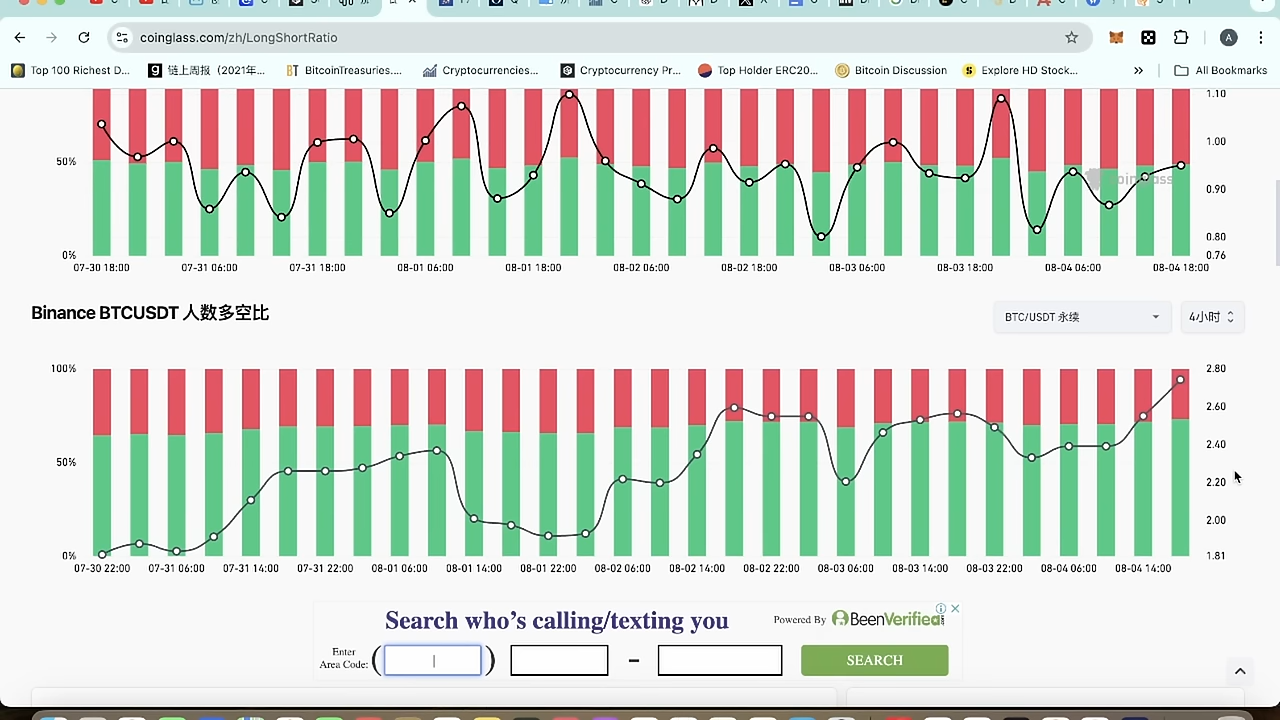 coinglass.com/zh/LongShortRatio
A
Top 100 Richest D... 链上周报（2021年... BitcoinTreasuries.... Cryptocurrencies... Cryptocurrency Pr... Top Holder ERC20... Bitcoin Discussion Explore HD Stock... » All Bookmarks
1.10
50% 1.00
0.90
0.80
0% 0.76
07-30 18:00 07-31 06:00 07-31 18:00 08-01 06:00 08-01 18:00 08-02 06:00 08-02 18:00 08-03 06:00 08-03 18:00 08-04 06:00 08-04 18:00
Binance BTCUSDT 人数多空比
BTC/USDT 永续 4小时
100% 2.80
2.60
50% 2.40
2.20
2.00
0% 1.81
07-30 22:00 07-31 06:00 07-31 14:00 07-31 22:00 08-01 06:00 08-01 14:00 08-01 22:00 08-02 06:00 08-02 14:00 08-02 22:00 08-03 06:00 08-03 14:00 08-03 22:00 08-04 06:00 08-04 14:00
Search who's calling/texting you
Powered By BeenVerified
Enter
Area Code: ( ) – SEARCH